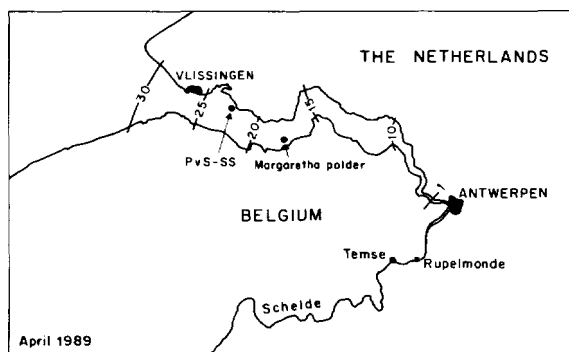 THE NETHERLANDS
VLISSINGEN
30
25
20
15
10
1
PvS-SS
Margaretha polder
ANTWERPEN
BELGIUM
Temse
Rupelmonde
Schelde
April 1989